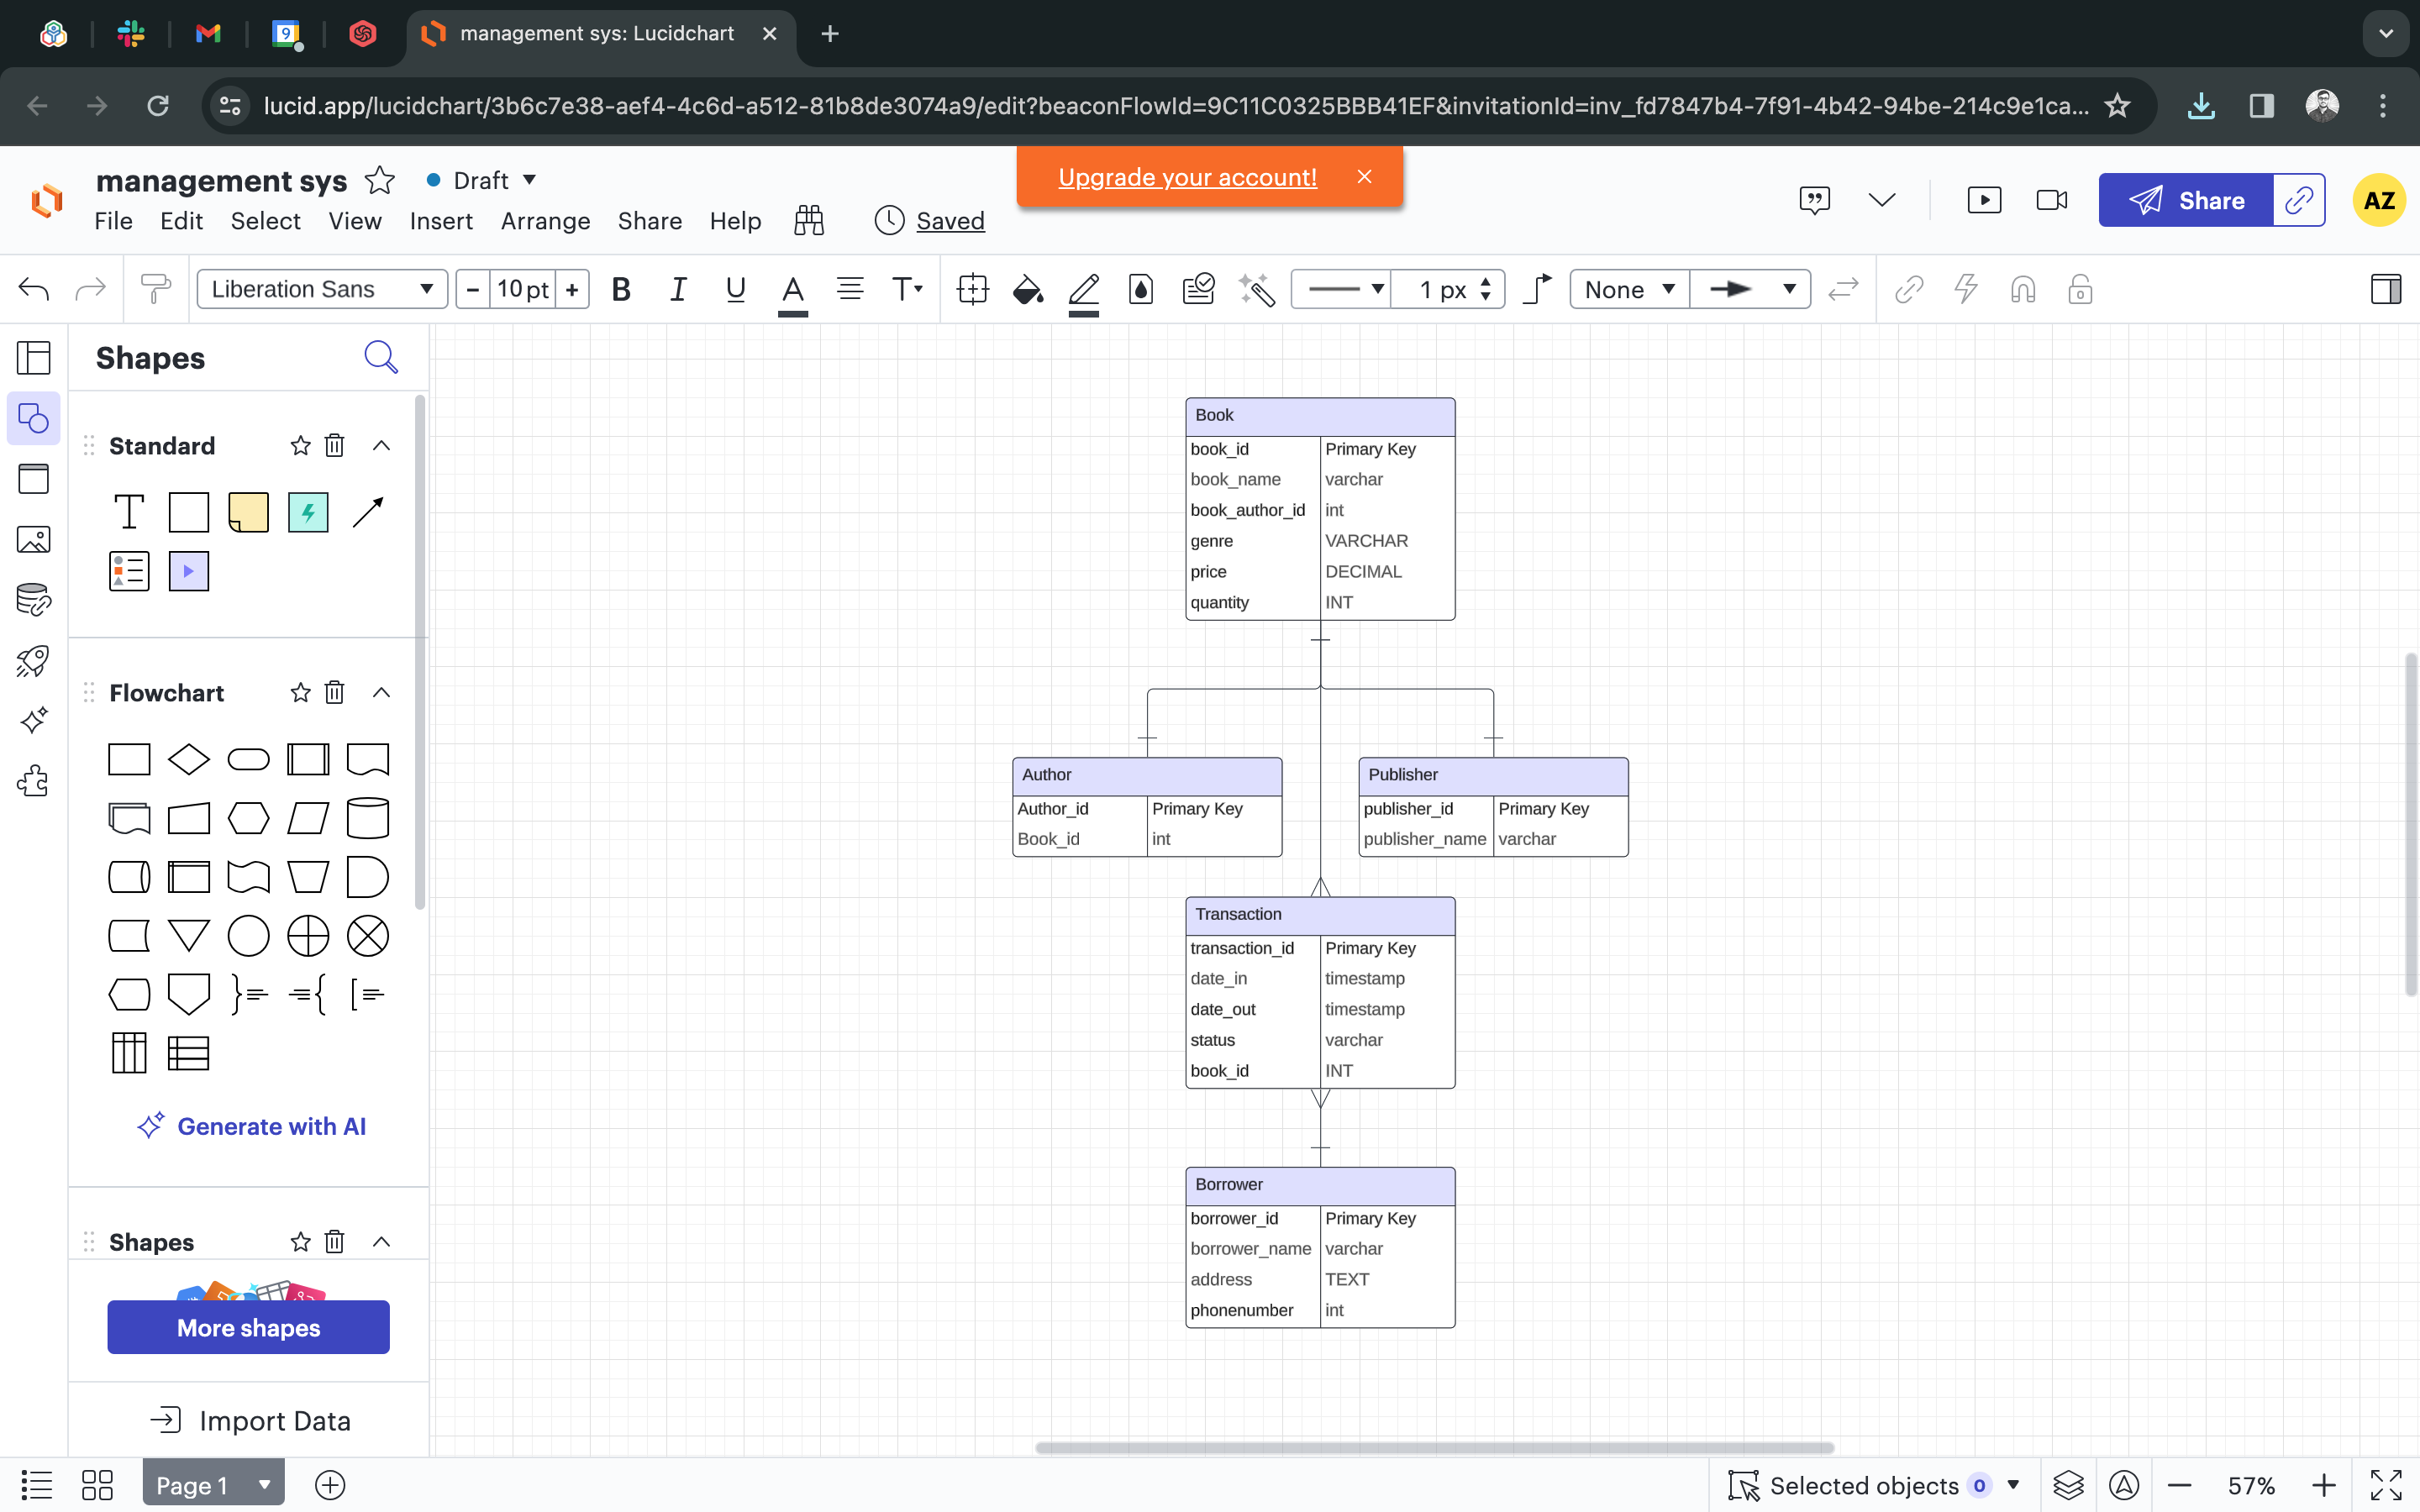 9
management sys: Lucidchart
lucid.app/lucidchart/3b6c7e38-aef4-4c6d-a512-81b8de3074a9/edit?beaconFlowId=9C11C0325BBB41EF&invitationId=inv_fd7847b4-7f91-4b42-94be-214c9e1ca...
management sys
Draft
Upgrade your account!
Share
AZ
File Edit Select View Insert Arrange Share Help
Saved
Liberation Sans
10 pt
B I U A T
1 px
None
Shapes
Standard
T
Flowchart
Generate with AI
Shapes
More shapes
Import Data
Book
book_id Primary Key
book_name varchar
book_author_id int
genre VARCHAR
price DECIMAL
quantity INT
Author
Author_id Primary Key
Book_id int
Publisher
publisher_id Primary Key
publisher_name varchar
Transaction
transaction_id Primary Key
date_in timestamp
date_out timestamp
status varchar
book_id INT
Borrower
borrower_id Primary Key
borrower_name varchar
address TEXT
phonenumber int
Page 1
Selected objects 0
57%